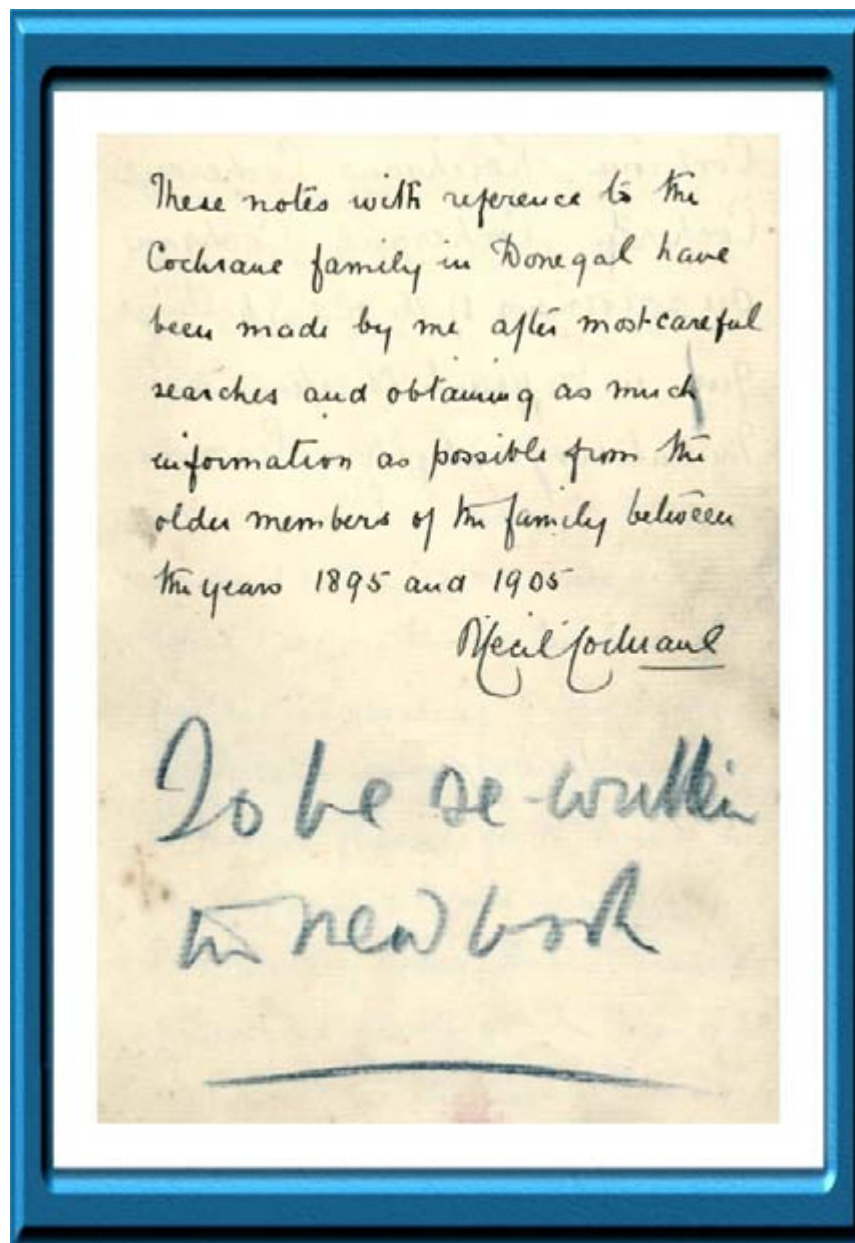 These notes with reference to the
Cochrane family in Donegal have
been made by me after most careful
searches and obtaining as much
information as possible from the
older members of the family between
the years 1895 and 1905
Cecil Cochrane
To be re-written
in new book